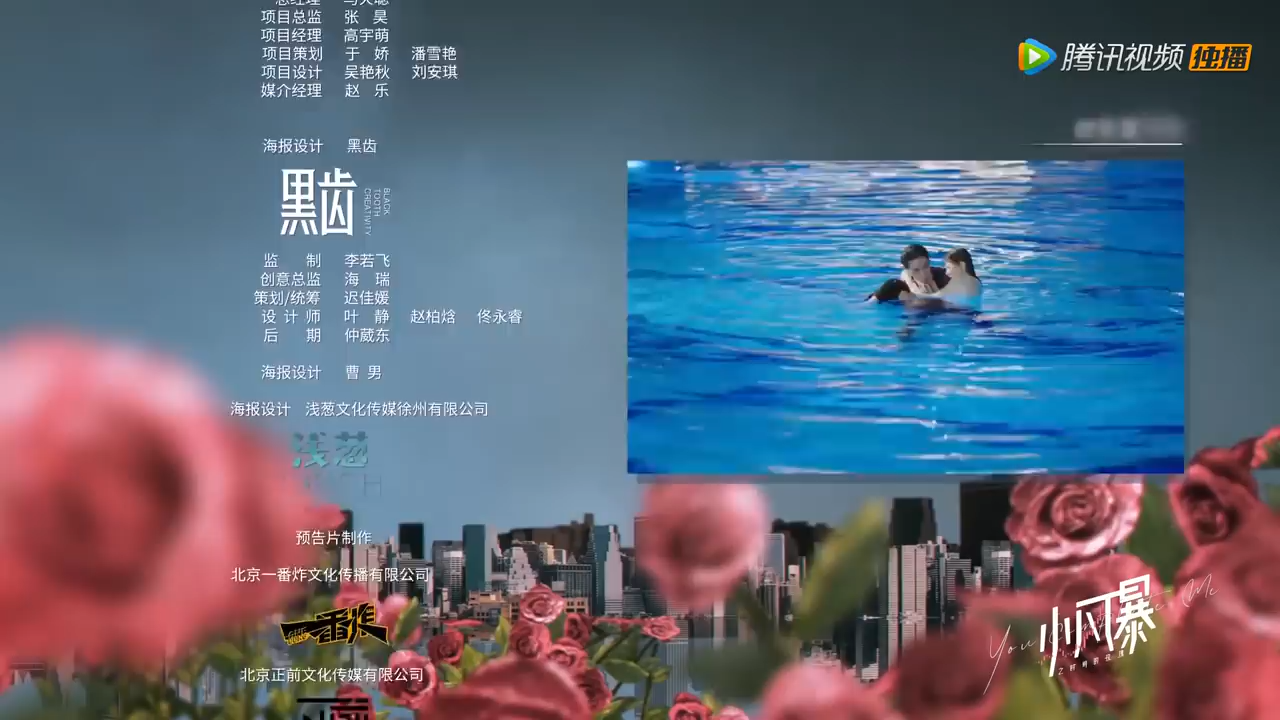 项目总监 张 昊
项目经理 高宇萌
项目策划 于 娇 潘雪艳
项目设计 吴艳秋 刘安琪
媒介经理 赵 乐
腾讯视频 独播
海报设计 黑齿
黑齿
BLACK
TOOTH
CREATIVITY
监 制 李若飞
创意总监 海 瑞
策划/统筹 迟佳媛
设 计 师 叶 静 赵柏焓 佟永睿
后 期 仲葳东
海报设计 曹 男
海报设计 浅葱文化传媒徐州有限公司
浅葱
预告片制作
北京一番炸文化传播有限公司
一番炸
北京正前文化传媒有限公司
小风暴